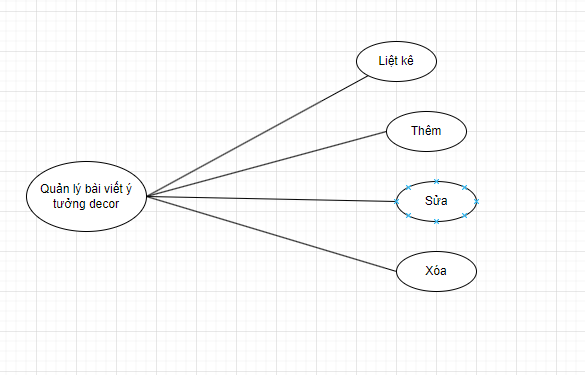 Liệt kê
Thêm
Quản lý bài viết ý
tưởng decor
Sửa
Xóa